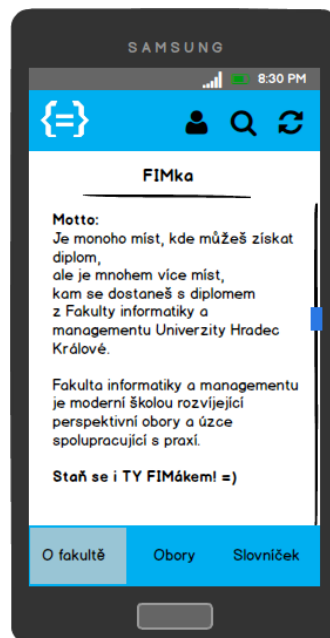 SAMSUNG
8:30 PM
{=}
FIMka
Motto:
Je monoho míst, kde můžeš získat
diplom,
ale je mnohem více míst,
kam se dostaneš s diplomem
z Fakulty informatiky a
managementu Univerzity Hradec
Králové.
Fakulta informatiky a managementu
je moderní školou rozvíjející
perspektivní obory a úzce
spolupracující s praxí.
Staň se i TY FIMákem! =)
O fakultě
Obory
Slovníček